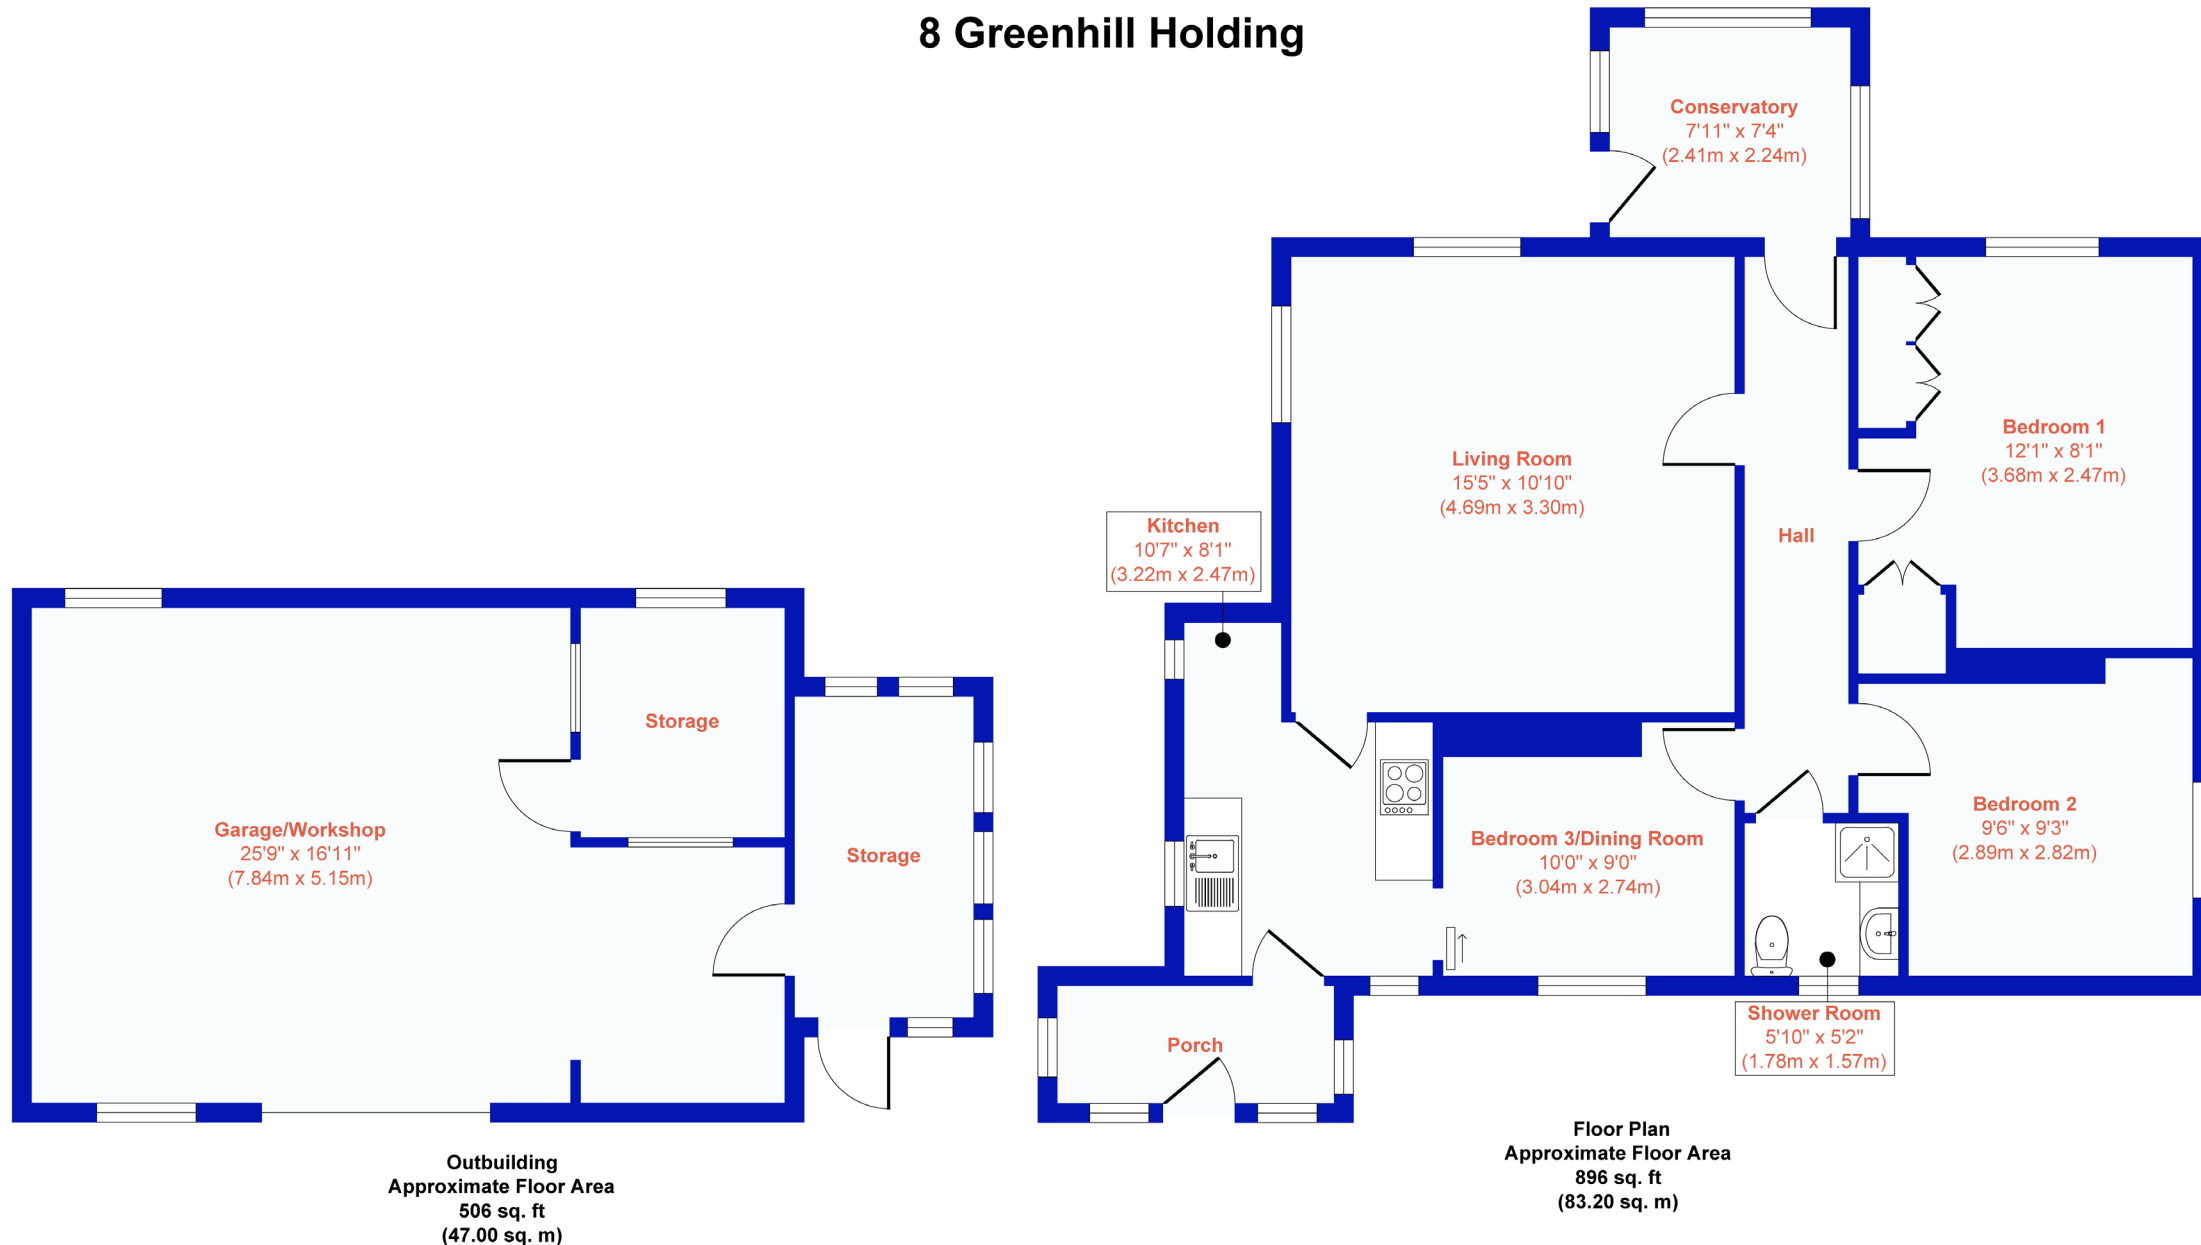 8 Greenhill Holding
Conservatory
7'11" x 7'4"
(2.41m x 2.24m)
Living Room
15'5" x 10'10"
(4.69m x 3.30m)
Bedroom 1
12'1" x 8'1"
(3.68m x 2.47m)
Hall
Kitchen
10'7" x 8'1"
(3.22m x 2.47m)
Storage
Garage/Workshop
25'9" x 16'11"
(7.84m x 5.15m)
Storage
Bedroom 3/Dining Room
10'0" x 9'0"
(3.04m x 2.74m)
Bedroom 2
9'6" x 9'3"
(2.89m x 2.82m)
Porch
Shower Room
5'10" x 5'2"
(1.78m x 1.57m)
Outbuilding
Approximate Floor Area
506 sq. ft
(47.00 sq. m)
Floor Plan
Approximate Floor Area
896 sq. ft
(83.20 sq. m)